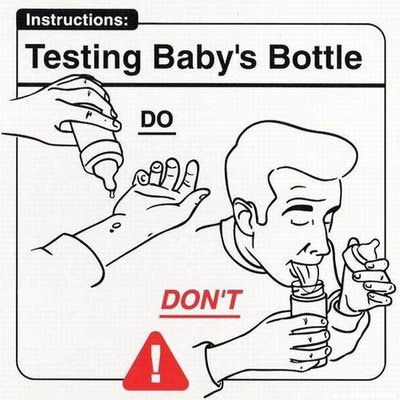 Instructions:
Testing Baby's Bottle
DO
DON'T
!